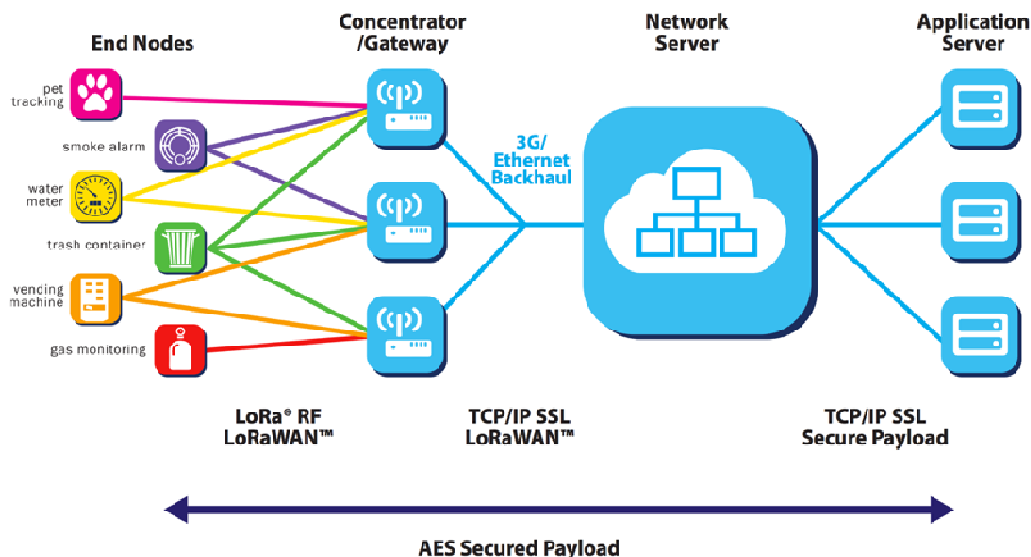 End Nodes
Concentrator
/Gateway
Network
Server
Application
Server
pet
tracking
smoke alarm
water
meter
trash container
vending
machine
gas monitoring
3G/
Ethernet
Backhaul
LoRa® RF
LoRaWAN™
TCP/IP SSL
LoRaWAN™
TCP/IP SSL
Secure Payload
AES Secured Payload